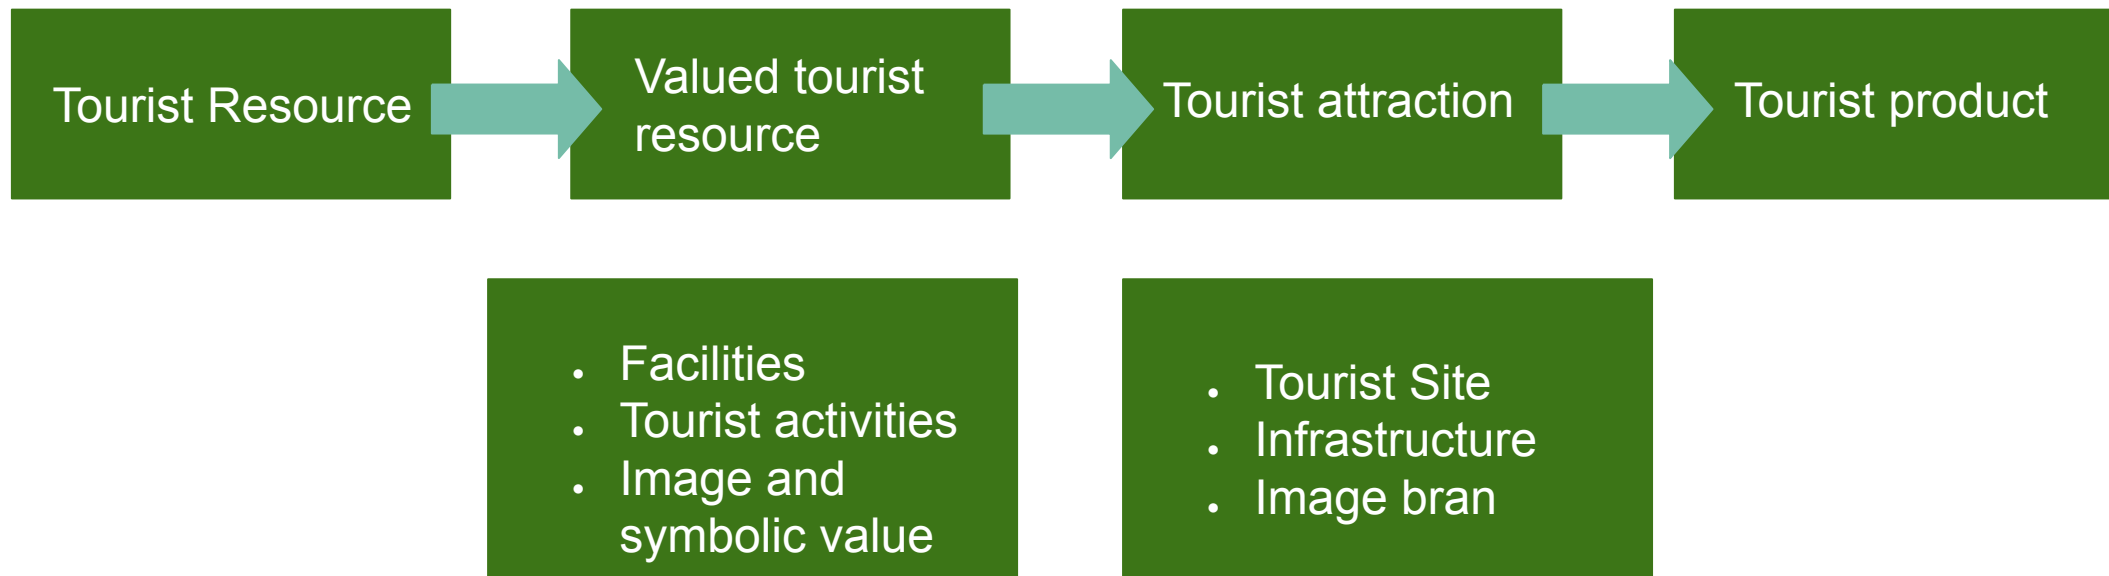 Tourist Resource
Valued tourist
resource
Tourist attraction
Tourist product
• Facilities
• Tourist activities
• Image and
symbolic value
• Tourist Site
• Infrastructure
• Image bran